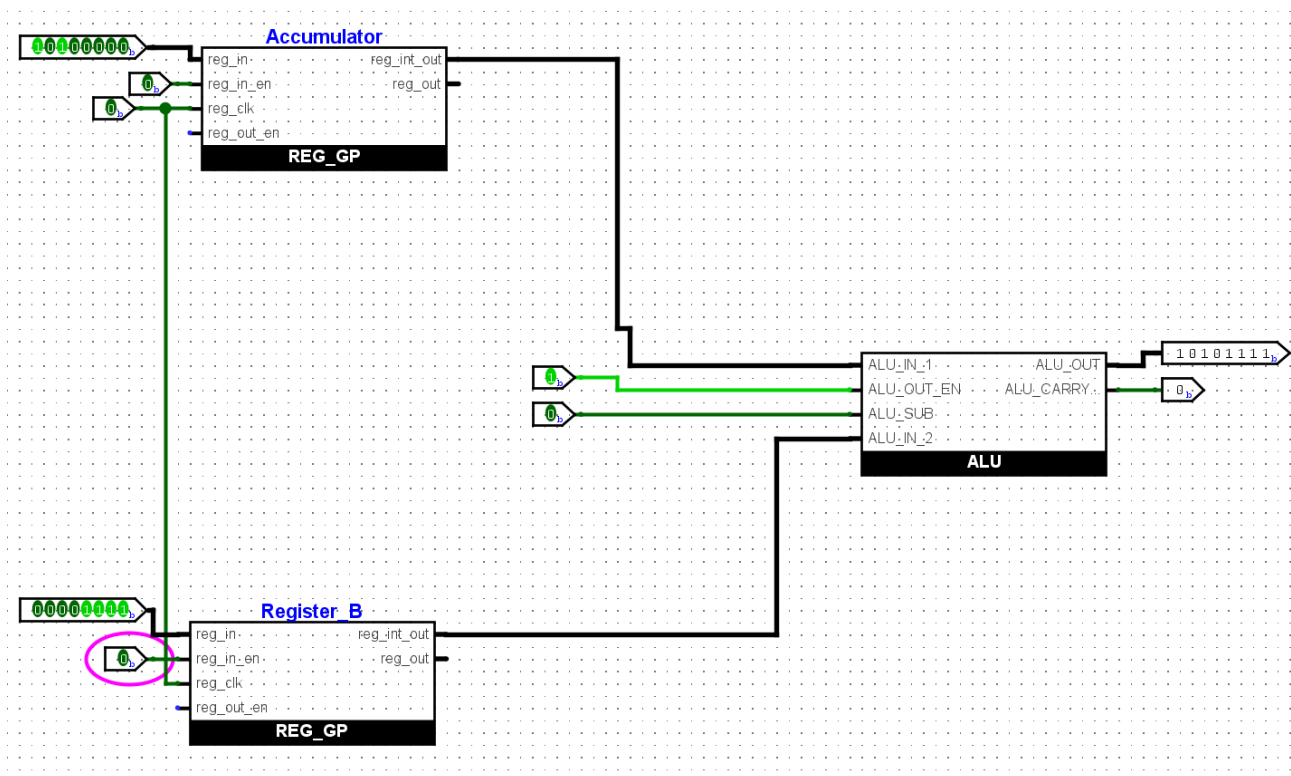 Accumulator
10100000b
reg_in
reg_int_out
0b
reg_in_en
reg_out
0b
reg_clk
reg_out_en
REG_GP
ALU_IN_1
ALU_OUT
10101111b
1b
ALU_OUT_EN
ALU_CARRY..
0b
0b
ALU_SUB
ALU_IN_2
ALU
00001111b
Register_B
reg_in
reg_int_out
0b
reg_in_en
reg_out
reg_clk
reg_out_en
REG_GP